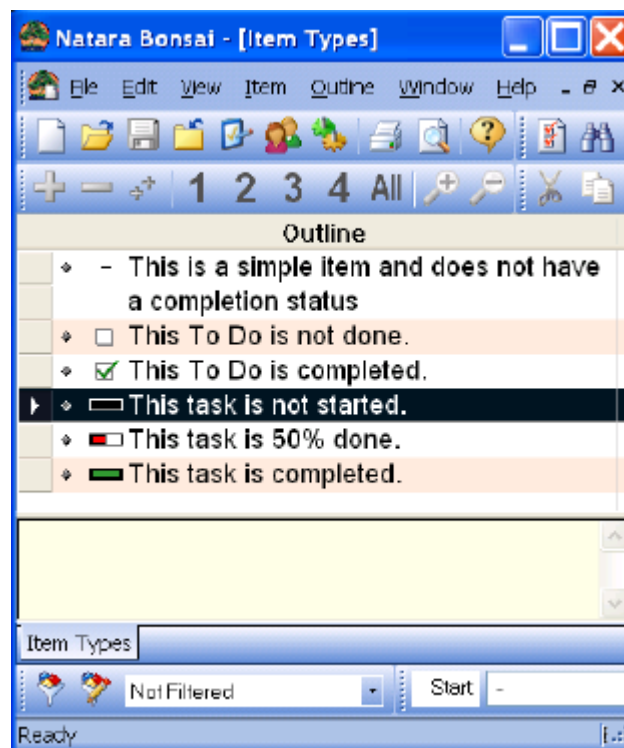 Natara Bonsai - [Item Types]
File Edit View Item Outline Window Help
1 2 3 4 All
Outline
- This is a simple item and does not have
a completion status
This To Do is not done.
This To Do is completed.
This task is not started.
This task is 50% done.
This task is completed.
Item Types
Not Filtered Start -
Ready